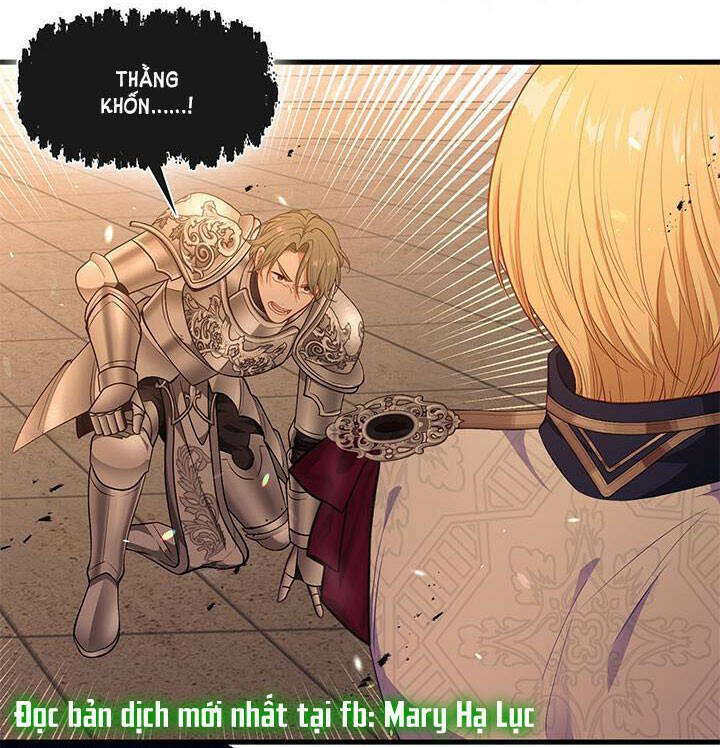 THẰNG
KHỐN......!
Đọc bản dịch mới nhất tại fb: Mary Hạ Lục